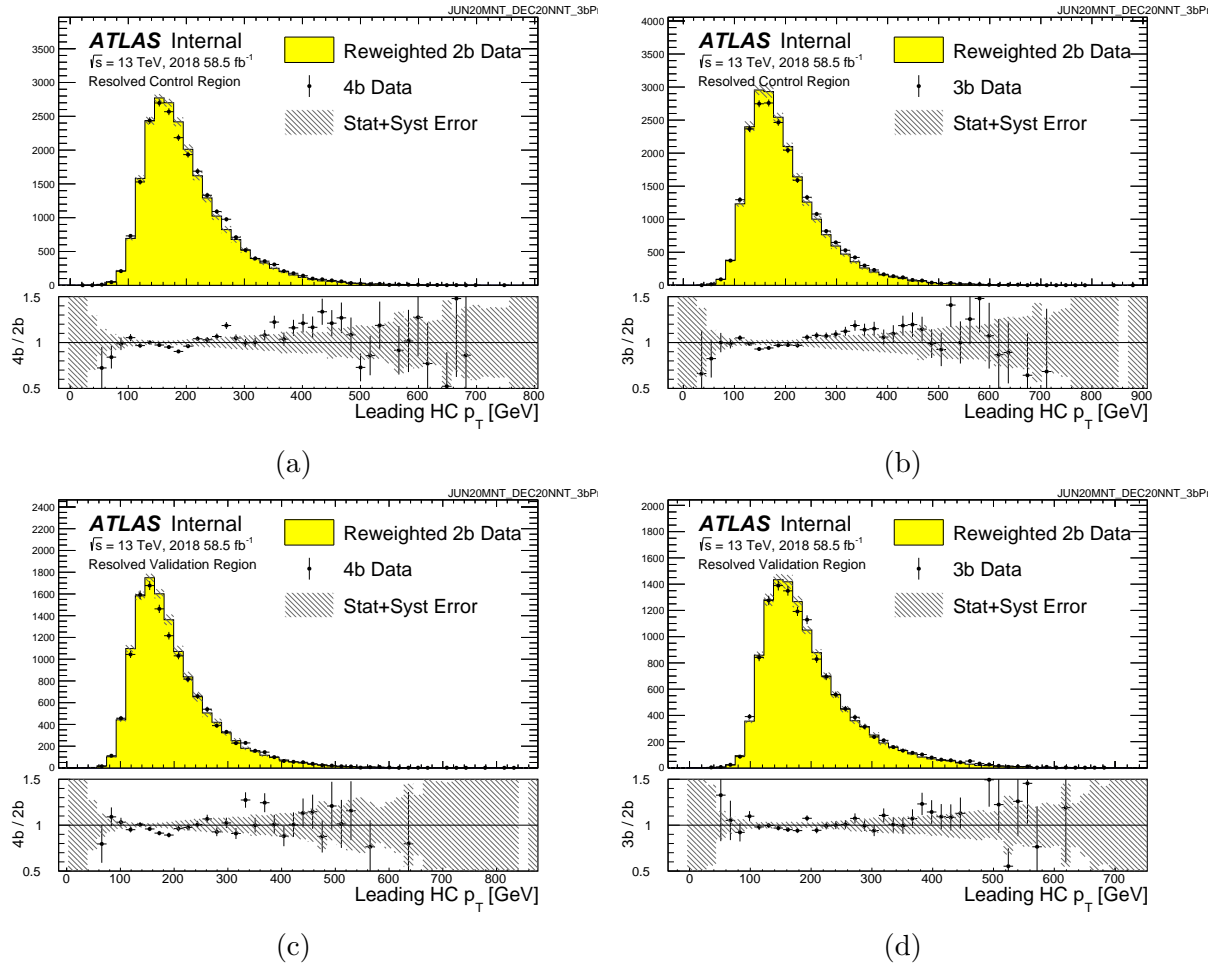 JUN20MNT_DEC20NNT_3bPr
ATLAS Internal
√s = 13 TeV, 2018 58.5 fb⁻¹
Resolved Control Region
Reweighted 2b Data
4b Data
Stat+Syst Error
3500
3000
2500
2000
1500
1000
500
0
4b / 2b
1.5
1
0.5
0 100 200 300 400 500 600 700 800
Leading HC p_T [GeV]
(a)
JUN20MNT_DEC20NNT_3bPr
ATLAS Internal
√s = 13 TeV, 2018 58.5 fb⁻¹
Resolved Control Region
Reweighted 2b Data
3b Data
Stat+Syst Error
4000
3500
3000
2500
2000
1500
1000
500
0
3b / 2b
1.5
1
0.5
0 100 200 300 400 500 600 700 800 900
Leading HC p_T [GeV]
(b)
JUN20MNT_DEC20NNT_3bPr
ATLAS Internal
√s = 13 TeV, 2018 58.5 fb⁻¹
Resolved Validation Region
Reweighted 2b Data
4b Data
Stat+Syst Error
2400
2200
2000
1800
1600
1400
1200
1000
800
600
400
200
0
4b / 2b
1.5
1
0.5
0 100 200 300 400 500 600 700 800
Leading HC p_T [GeV]
(c)
JUN20MNT_DEC20NNT_3bPr
ATLAS Internal
√s = 13 TeV, 2018 58.5 fb⁻¹
Resolved Validation Region
Reweighted 2b Data
3b Data
Stat+Syst Error
2000
1800
1600
1400
1200
1000
800
600
400
200
0
3b / 2b
1.5
1
0.5
0 100 200 300 400 500 600 700
Leading HC p_T [GeV]
(d)